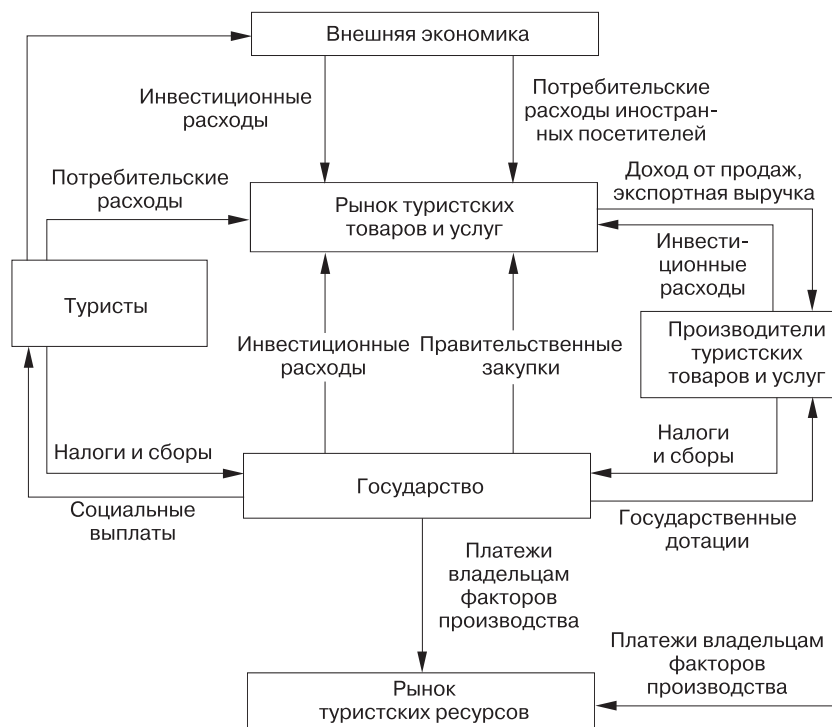 Внешняя экономика
Инвестиционные
расходы
Потребительские
расходы иностран-
ных посетителей
Потребительские
расходы
Рынок туристских
товаров и услуг
Доход от продаж,
экспортная выручка
Инвести-
ционные
расходы
Туристы
Инвестиционные
расходы
Правительственные
закупки
Производители
туристских
товаров и услуг
Налоги и сборы
Налоги
и сборы
Государство
Социальные
выплаты
Государственные
дотации
Платежи
владельцам
факторов
производства
Платежи владельцам
факторов
производства
Рынок
туристских ресурсов